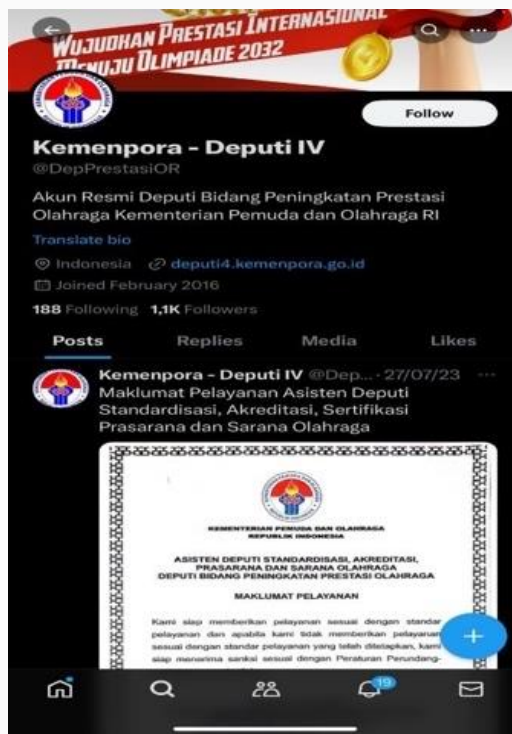 WUJUDKAN PRESTASI INTERNASIONAL
MENUJU OLIMPIADE 2032
Follow
Kemenpora - Deputi IV
@DepPrestasiOR
Akun Resmi Deputi Bidang Peningkatan Prestasi
Olahraga Kementerian Pemuda dan Olahraga RI
Translate bio
Indonesia deputi4.kemenpora.go.id
Joined February 2016
188 Following 1,1K Followers
Posts Replies Media Likes
Kemenpora - Deputi IV @Dep... · 27/07/23
Maklumat Pelayanan Asisten Deputi
Standardisasi, Akreditasi, Sertifikasi
Prasarana dan Sarana Olahraga
KEMENTERIAN PEMUDA DAN OLAHRAGA
REPUBLIK INDONESIA
ASISTEN DEPUTI STANDARDISASI, AKREDITASI,
PRASARANA DAN SARANA OLAHRAGA
DEPUTI BIDANG PENINGKATAN PRESTASI OLAHRAGA
MAKLUMAT PELAYANAN
Kami siap memberikan pelayanan sesuai dengan standar
pelayanan dan apabila kami tidak memberikan pelayanan
sesuai dengan standar pelayanan yang telah ditetapkan, kami
siap menerima sanksi sesuai dengan Peraturan Perundang-
19